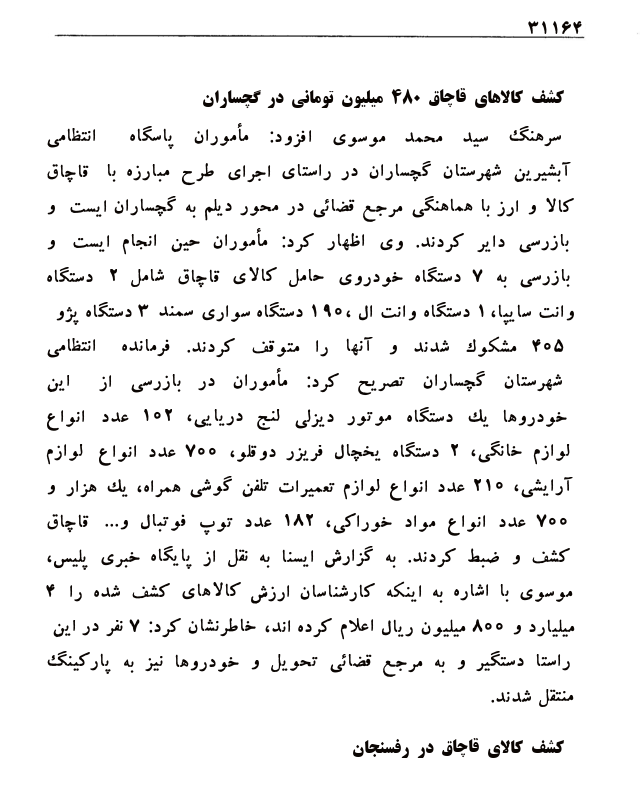 ۳۱۱۶۴
کشف کالاهای قاچاق ۴۸۰ میلیون تومانی در گچساران
سرهنگ سید محمد موسوی افزود: مأموران پاسگاه انتظامی
آبشیرین شهرستان گچساران در راستای اجرای طرح مبارزه با قاچاق
کالا و ارز با هماهنگی مرجع قضائی در محور دیلم به گچساران ایست و
بازرسی دایر کردند. وی اظهار کرد: مأموران حین انجام ایست و
بازرسی به ۷ دستگاه خودروی حامل کالای قاچاق شامل ۲ دستگاه
وانت سایپا، ۱ دستگاه وانت ال ۱۹۰، دستگاه سواری سمند ۳ دستگاه پژو
۴۰۵ مشکوك شدند و آنها را متوقف کردند. فرمانده انتظامی
شهرستان گچساران تصریح کرد: مأموران در بازرسی از این
خودروها یك دستگاه موتور دیزلی لنج دریایی، ۱۰۲ عدد انواع
لوازم خانگی، ۲ دستگاه یخچال فریزر دوقلو، ۷۰۰ عدد انواع لوازم
آرایشی، ۲۱۰ عدد انواع لوازم تعمیرات تلفن گوشی همراه، یك هزار و
۷۰۰ عدد انواع مواد خوراکی، ۱۸۲ عدد توپ فوتبال و... قاچاق
کشف و ضبط کردند. به گزارش ایسنا به نقل از پایگاه خبری پلیس،
موسوی با اشاره به اینکه کارشناسان ارزش کالاهای کشف شده را ۴
میلیارد و ۸۰۰ میلیون ریال اعلام کرده اند، خاطرنشان کرد: ۷ نفر در این
راستا دستگیر و به مرجع قضائی تحویل و خودروها نیز به پارکینگ
منتقل شدند.
کشف کالای قاچاق در رفسنجان